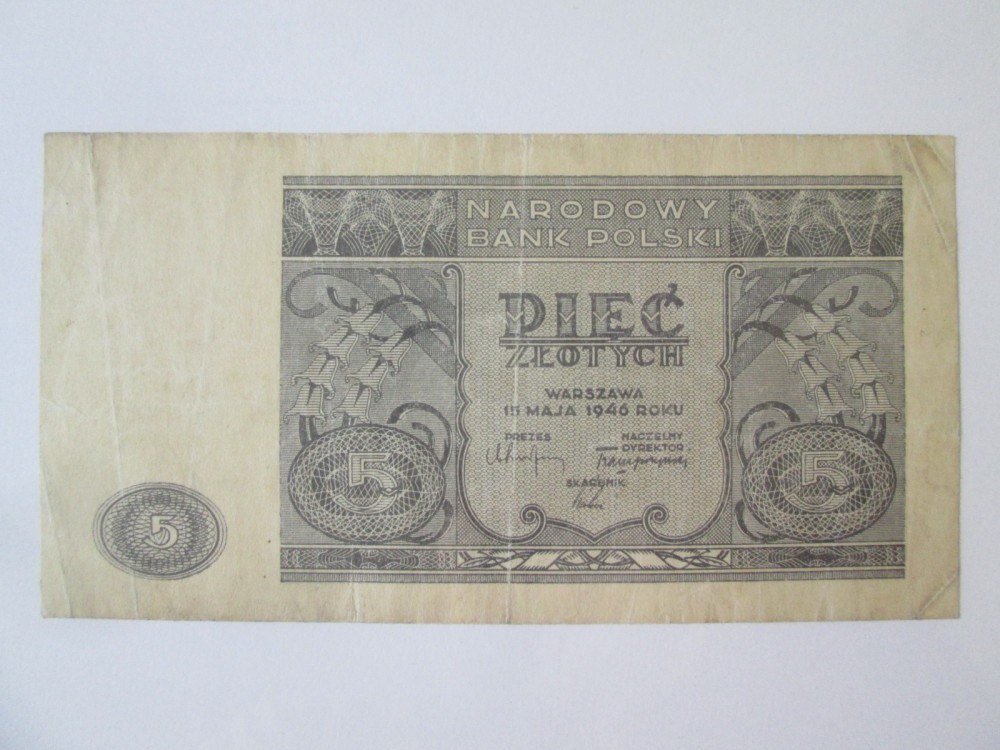 NARODOWY
BANK POLSKI
PIĘĆ
ZŁOTYCH
WARSZAWA
15 MAJA 1946 ROKU
PREZES
NACZELNY
DYREKTOR
SKARBNIK
5
5
5